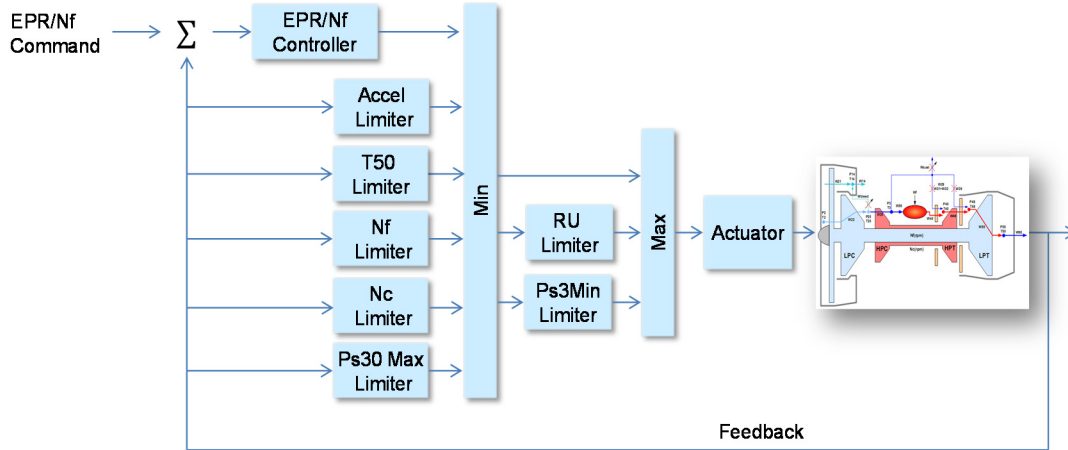 EPR/Nf
Command
Σ
EPR/Nf
Controller
Accel
Limiter
T50
Limiter
Nf
Limiter
Nc
Limiter
Ps30 Max
Limiter
Min
RU
Limiter
Ps3Min
Limiter
Max
Actuator
LPC
HPC
HPT
LPT
Feedback